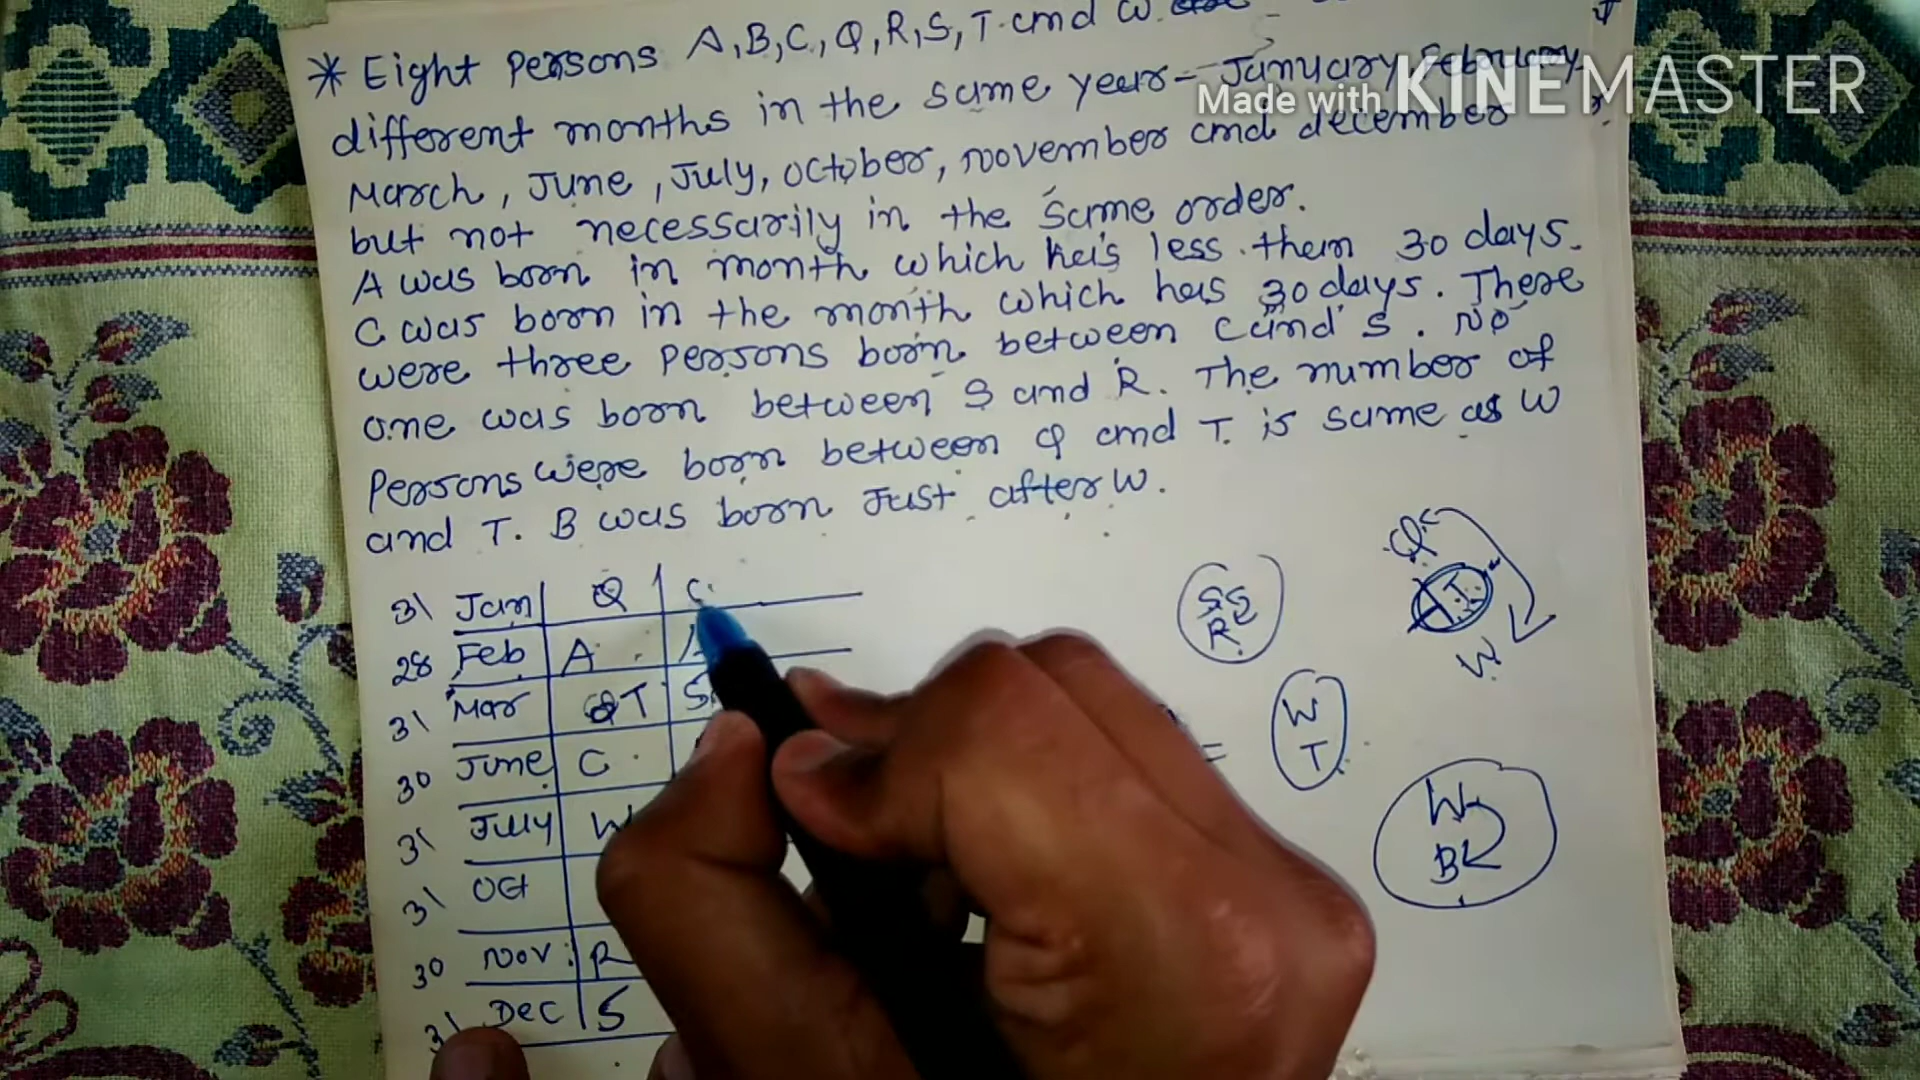 * Eight Persons A, B, C, Q, R, S, T and W
different months in the same year - January, February,
March, June, July, October, November and december
but not necessarily in the same order.
A was born in month which has less than 30 days.
C was born in the month which has 30 days. There
were three Persons born between C and S. No
one was born between S and R. The number of
Persons were born between Q and T. is same as W
and T. B was born Just after W.
Made with KINEMASTER
31 Jan Q C
28 Feb A
31 Mar Q T S
30 June C
31 July W
31 Oct
30 Nov R
31 Dec S
S S
R
Q
T
W
= W
T
W
B